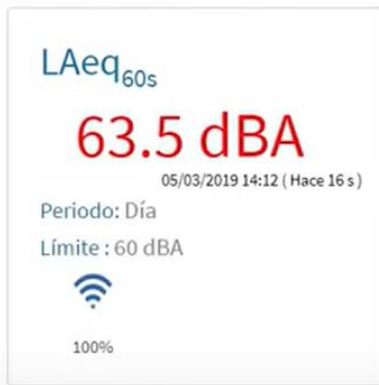 LAeq60s
63.5 dBA
05/03/2019 14:12 ( Hace 16 s )
Periodo: Día
Límite : 60 dBA
100%